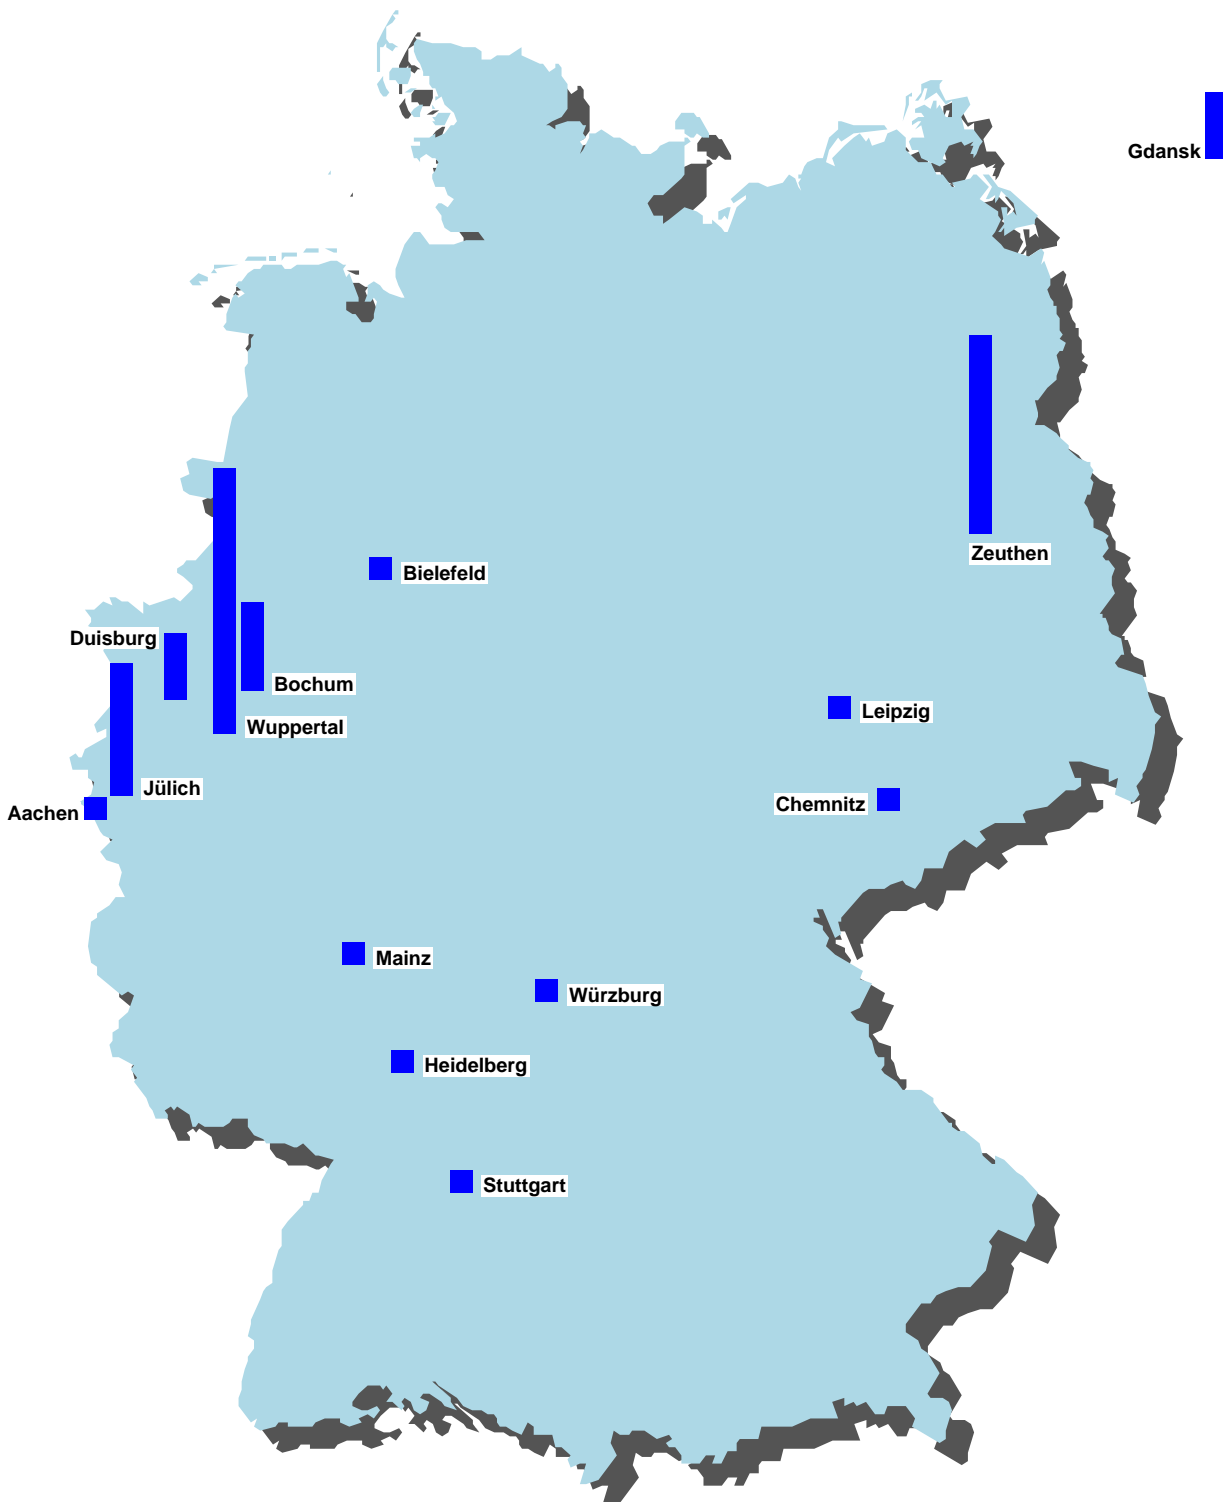 Gdansk
Zeuthen
Bielefeld
Duisburg
Bochum
Leipzig
Wuppertal
Jülich
Chemnitz
Aachen
Mainz
Würzburg
Heidelberg
Stuttgart